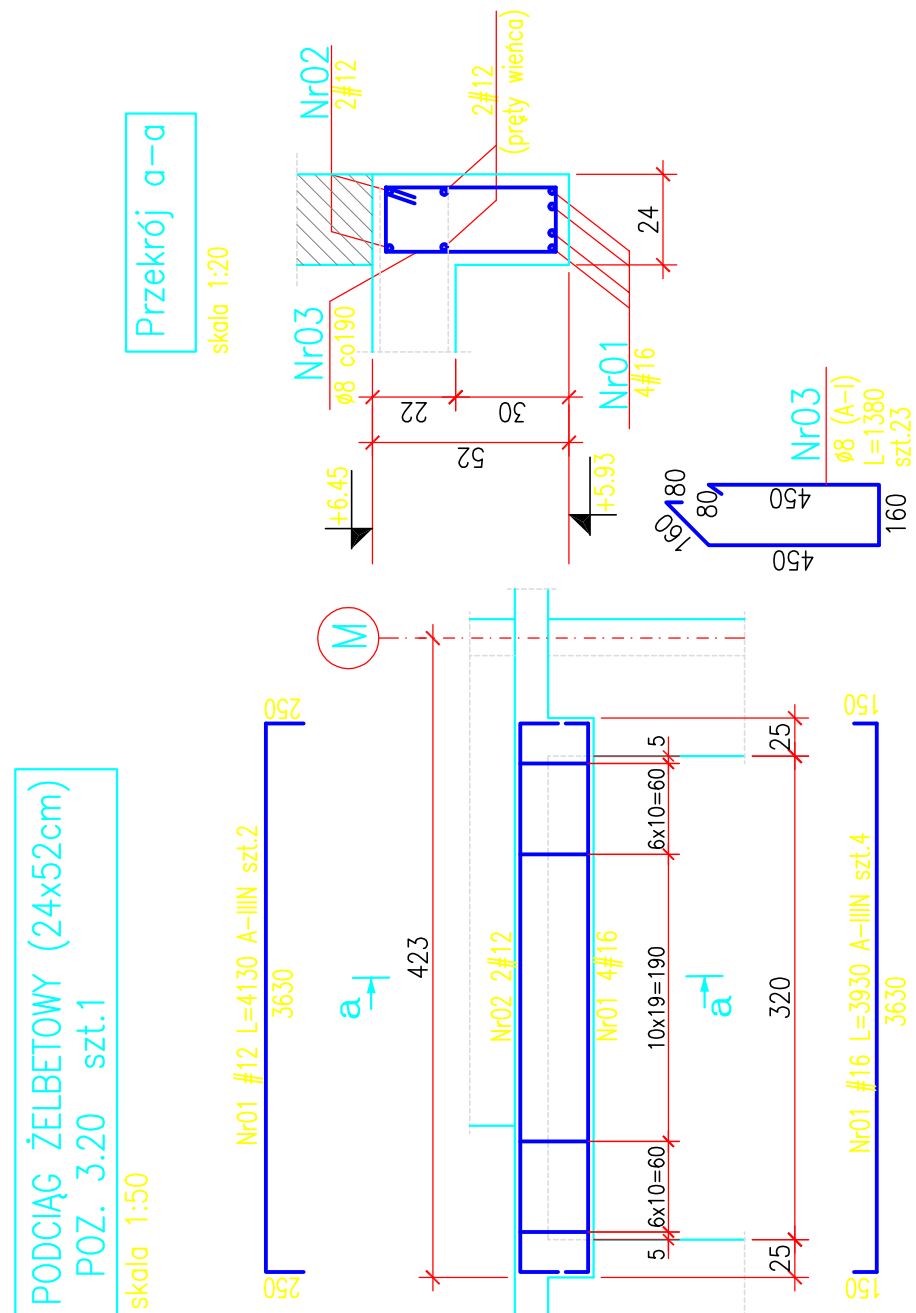 PODCIĄG ŻELBETOWY (24x52cm)
POZ. 3.20 szt.1
skala 1:50
250
Nr01 #12 L=4130 A-IIIN szt.2
250
3630
423
M
a
Nr02 2#12
Nr01 4#16
a
5
6x10=60
10x19=190
6x10=60
5
25
320
25
150
Nr01 #16 L=3930 A-IIIN szt.4
150
3630
Przekrój a-a
skala 1:20
Nr02
2#12
2#12
(pręty wieńca)
Nr03
ø8 co190
Nr01
4#16
24
22
30
52
+6.45
+5.93
160
80
80
450
450
160
Nr03
ø8 (A-I)
L=1380
szt.23